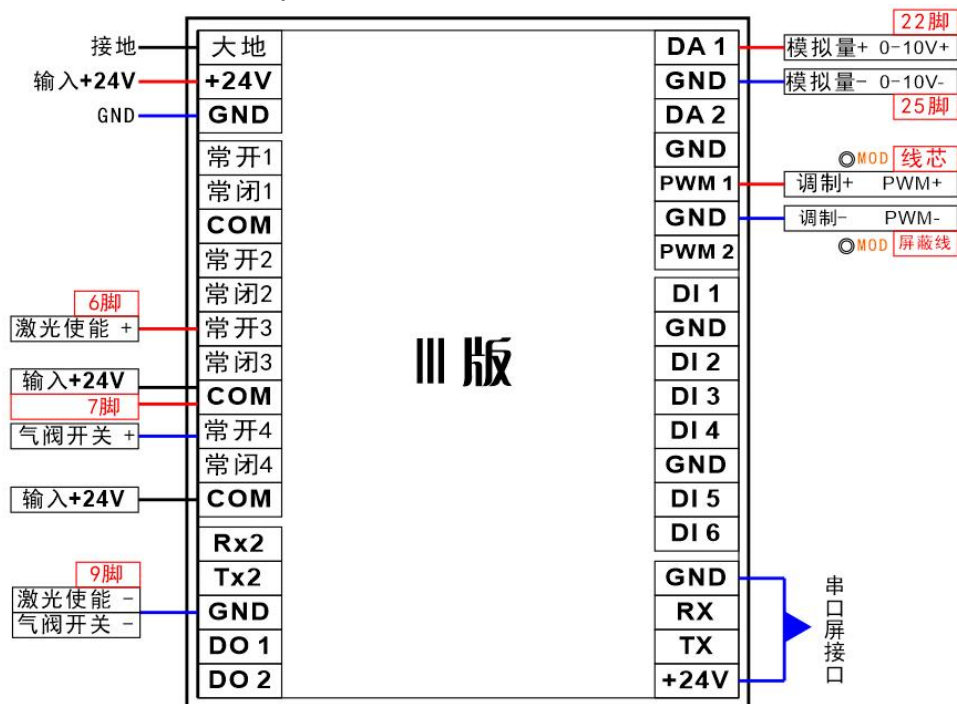 接地
输入+24V
GND
大地
+24V
GND
常开1
常闭1
COM
常开2
常闭2
常开3
常闭3
COM
常开4
常闭4
COM
Rx2
Tx2
GND
DO 1
DO 2
6脚
激光使能 +
输入+24V
7脚
气阀开关 +
输入+24V
9脚
激光使能 -
气阀开关 -
III 版
DA 1
GND
DA 2
GND
PWM 1
GND
PWM 2
DI 1
GND
DI 2
DI 3
DI 4
GND
DI 5
DI 6
GND
RX
TX
+24V
22脚
模拟量+ 0-10V+
模拟量- 0-10V-
25脚
MOD 线芯
调制+ PWM+
调制- PWM-
MOD 屏蔽线
串口屏接口